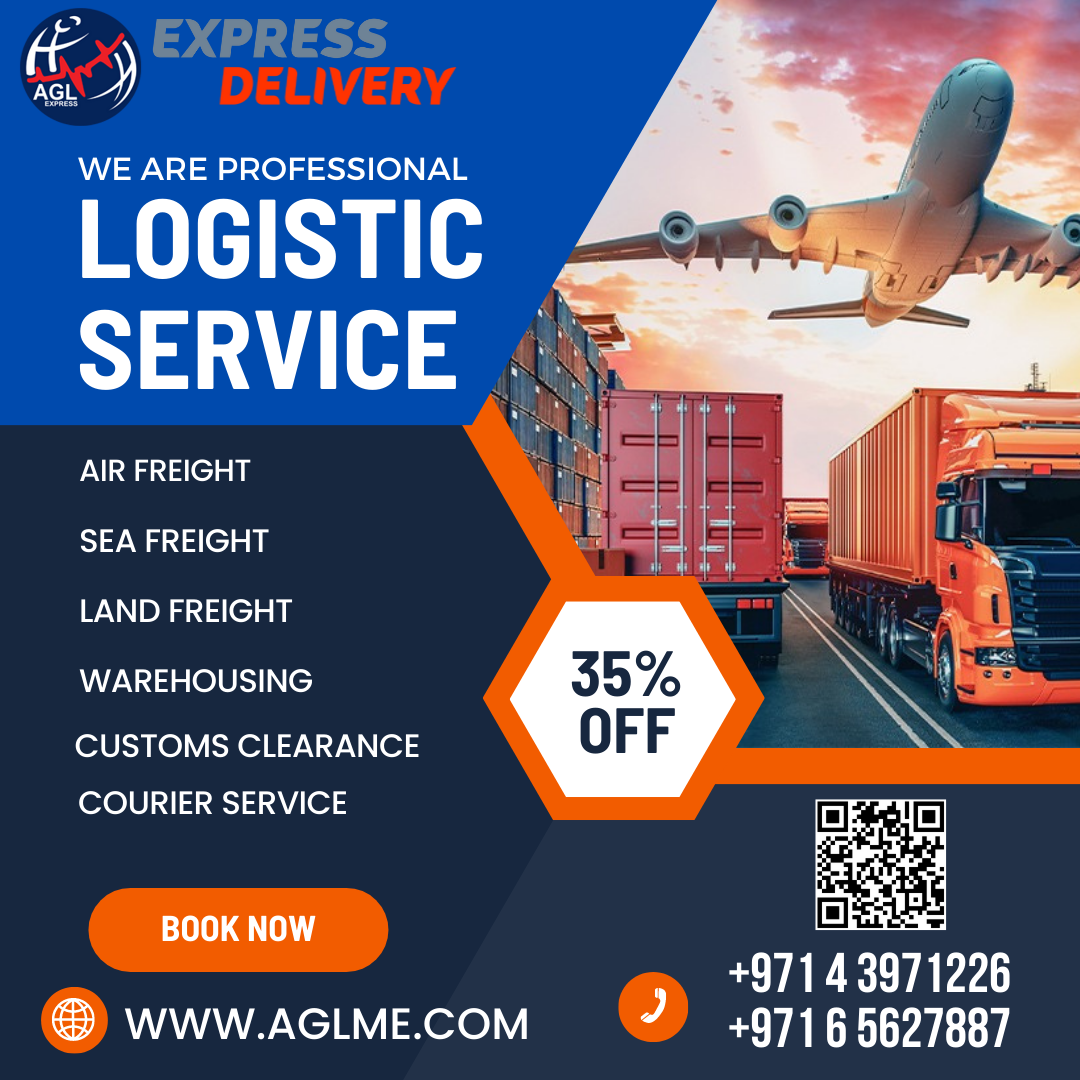 AGL
EXPRESS
EXPRESS
DELIVERY
WE ARE PROFESSIONAL
LOGISTIC
SERVICE
AIR FREIGHT
SEA FREIGHT
LAND FREIGHT
WAREHOUSING
CUSTOMS CLEARANCE
COURIER SERVICE
35%
OFF
BOOK NOW
WWW.AGLME.COM
+971 4 3971226
+971 6 5627887